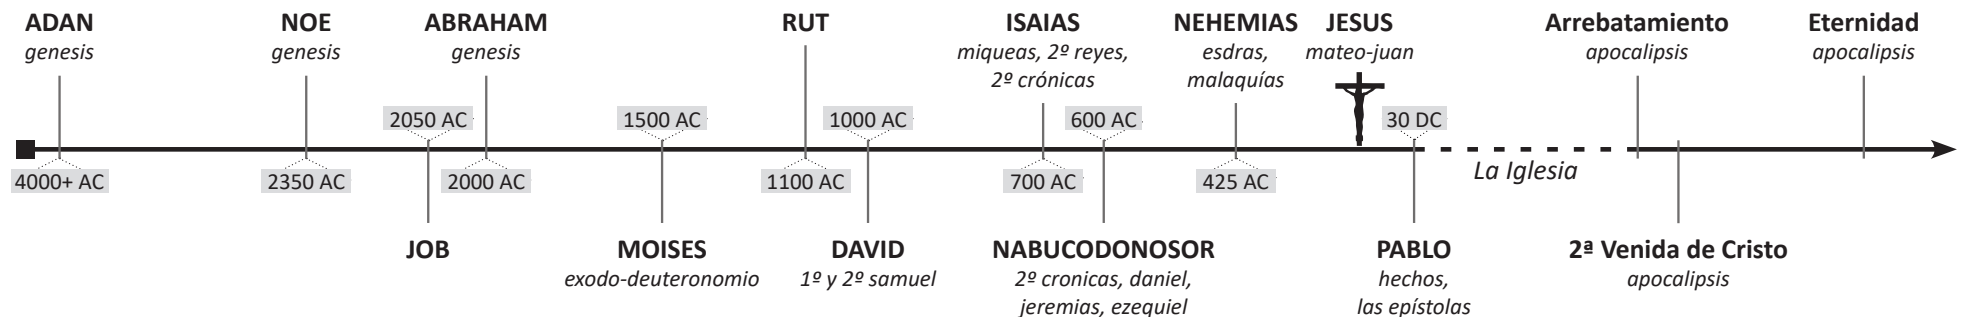 ADAN
genesis
NOE
genesis
ABRAHAM
genesis
RUT
ISAIAS
miqueas, 2º reyes,
2º crónicas
NEHEMIAS
esdras,
malaquías
JESUS
mateo-juan
Arrebatamiento
apocalipsis
Eternidad
apocalipsis
2050 AC
1500 AC
1000 AC
600 AC
30 DC
4000+ AC
2350 AC
2000 AC
1100 AC
700 AC
425 AC
La Iglesia
JOB
MOISES
exodo-deuteronomio
DAVID
1º y 2º samuel
NABUCODONOSOR
2º cronicas, daniel,
jeremias, ezequiel
PABLO
hechos,
las epístolas
2ª Venida de Cristo
apocalipsis